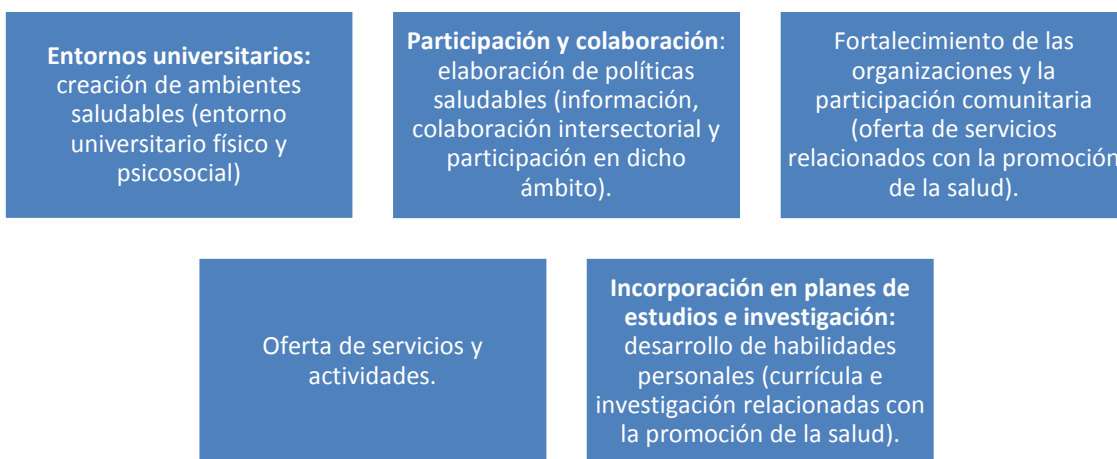 Entornos universitarios:
creación de ambientes
saludables (entorno
universitario físico y
psicosocial)
Participación y colaboración:
elaboración de políticas
saludables (información,
colaboración intersectorial y
participación en dicho
ámbito).
Fortalecimiento de las
organizaciones y la
participación comunitaria
(oferta de servicios
relacionados con la promoción
de la salud).
Oferta de servicios y
actividades.
Incorporación en planes de
estudios e investigación:
desarrollo de habilidades
personales (currícula e
investigación relacionadas con
la promoción de la salud).